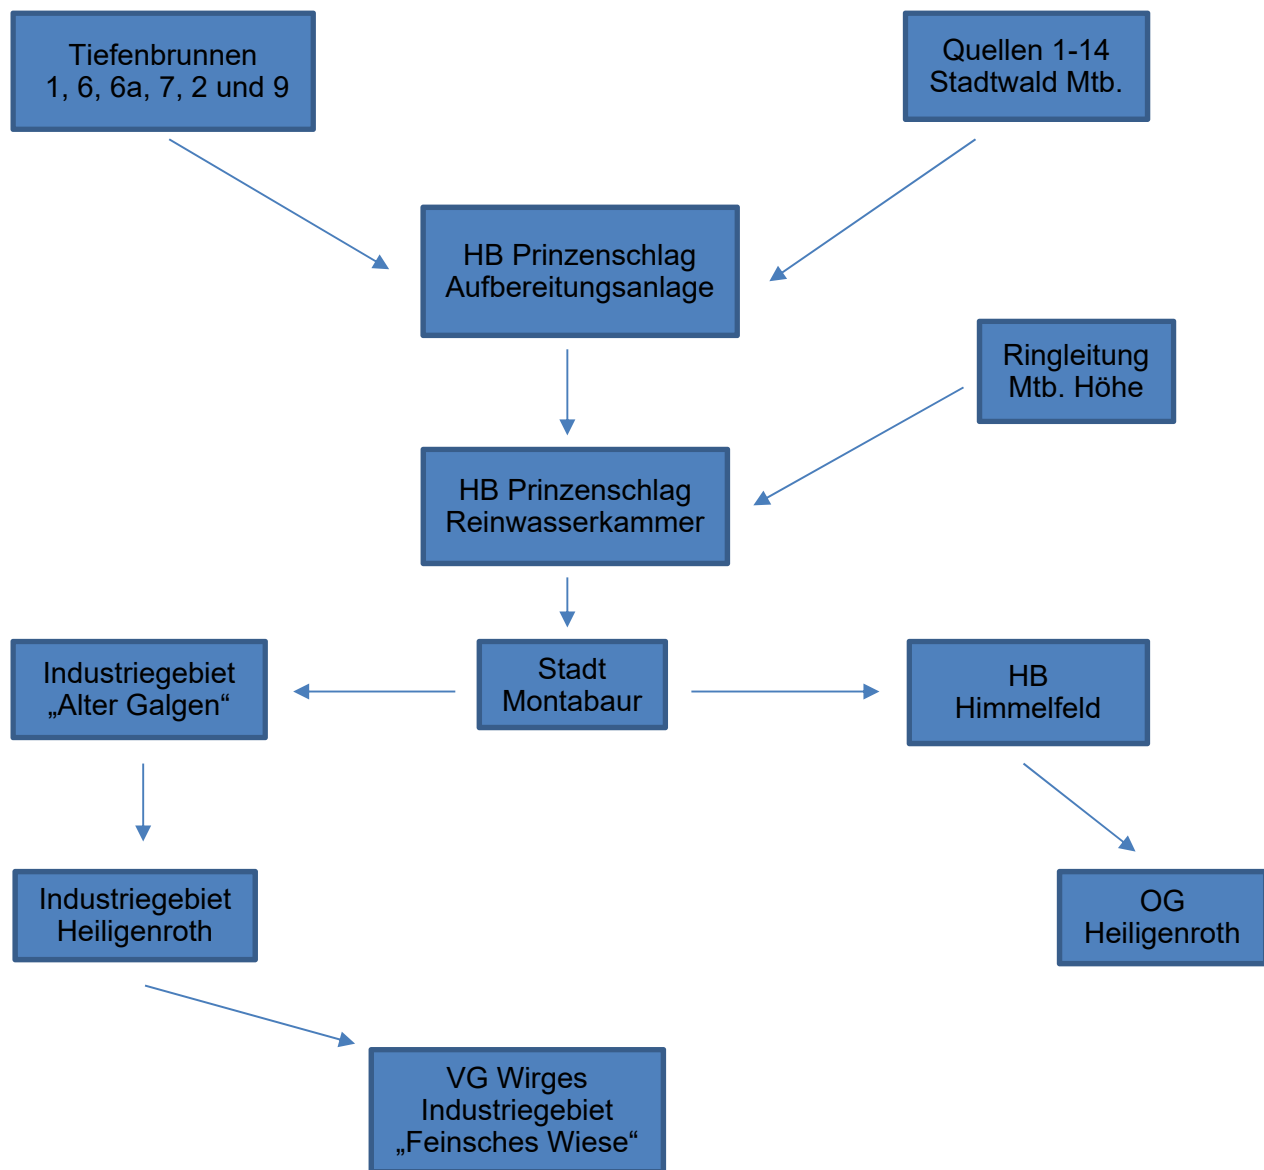 Tiefenbrunnen
1, 6, 6a, 7, 2 und 9
Quellen 1-14
Stadtwald Mtb.
HB Prinzenschlag
Aufbereitungsanlage
Ringleitung
Mtb. Höhe
HB Prinzenschlag
Reinwasserkammer
Industriegebiet
„Alter Galgen“
Stadt
Montabaur
HB
Himmelfeld
Industriegebiet
Heiligenroth
OG
Heiligenroth
VG Wirges
Industriegebiet
„Feinsches Wiese“